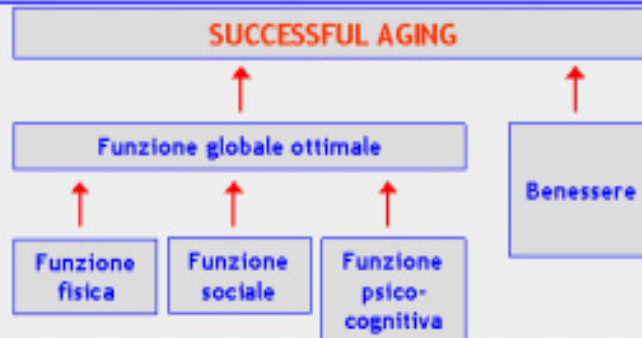 SUCCESSFUL AGING
Funzione globale ottimale
Benessere
Funzione
fisica
Funzione
sociale
Funzione
psico-
cognitiva